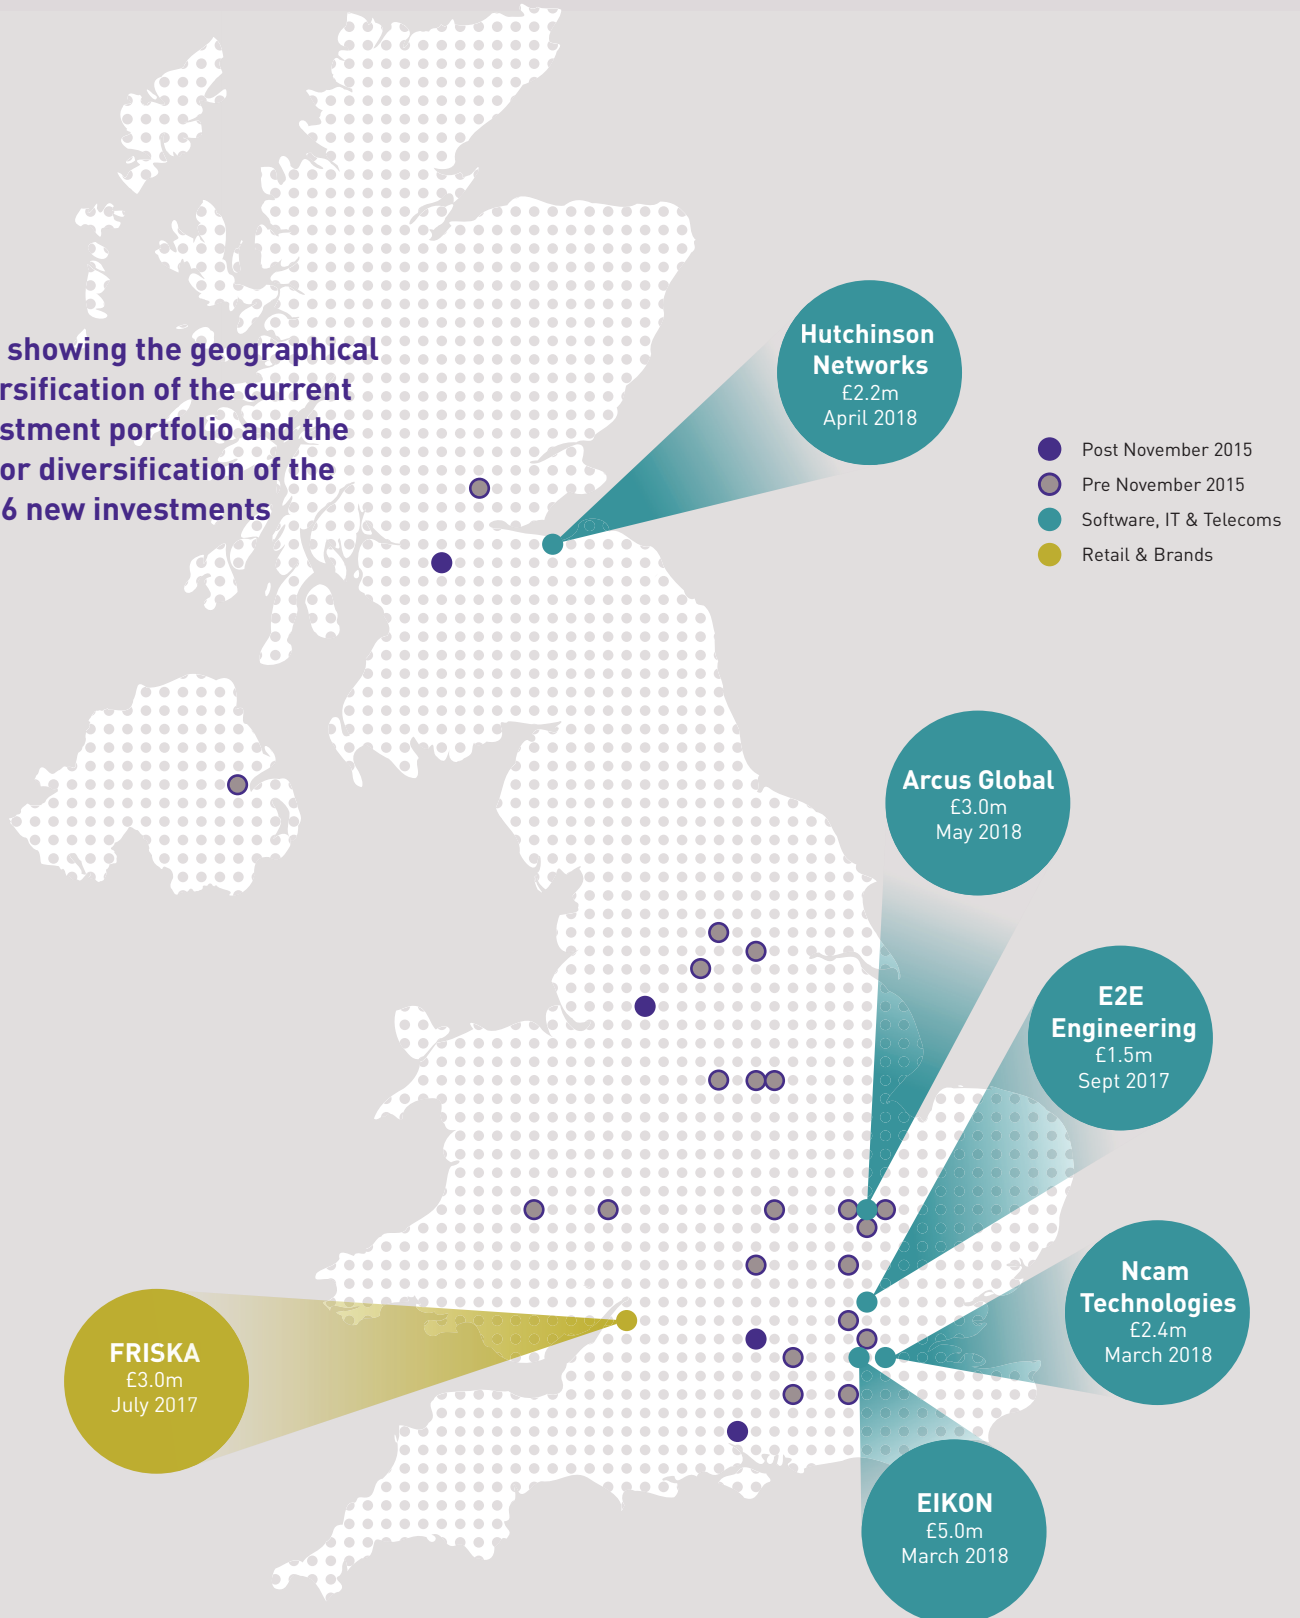 showing the geographical
rsification of the current
stment portfolio and the
or diversification of the
6 new investments
Hutchinson
Networks
£2.2m
April 2018
Post November 2015
Pre November 2015
Software, IT & Telecoms
Retail & Brands
Arcus Global
£3.0m
May 2018
E2E
Engineering
£1.5m
Sept 2017
Ncam
Technologies
£2.4m
March 2018
FRISKA
£3.0m
July 2017
EIKON
£5.0m
March 2018